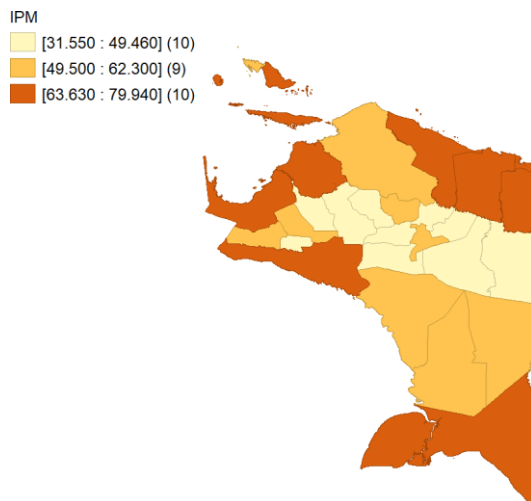 IPM
[31.550 : 49.460] (10)
[49.500 : 62.300] (9)
[63.630 : 79.940] (10)